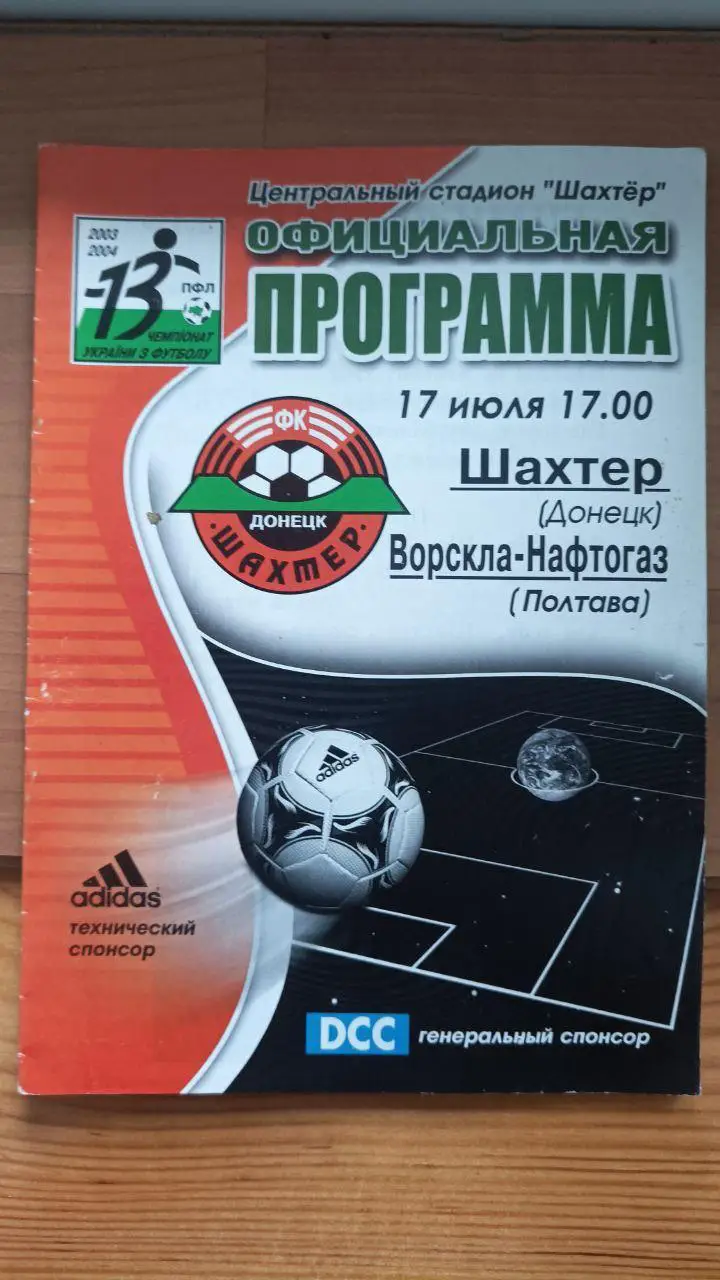 Центральный стадион "Шахтёр"
ОФИЦИАЛЬНАЯ
ПРОГРАММА
2003
2004
13
ПФЛ
ЧЕМПІОНАТ
УКРАЇНИ З ФУТБОЛУ
17 июля 17.00
ФК
ДОНЕЦК
ШАХТЕР
Шахтер
(Донецк)
Ворскла-Нафтогаз
(Полтава)
adidas
adidas
технический
спонсор
DCC генеральный спонсор